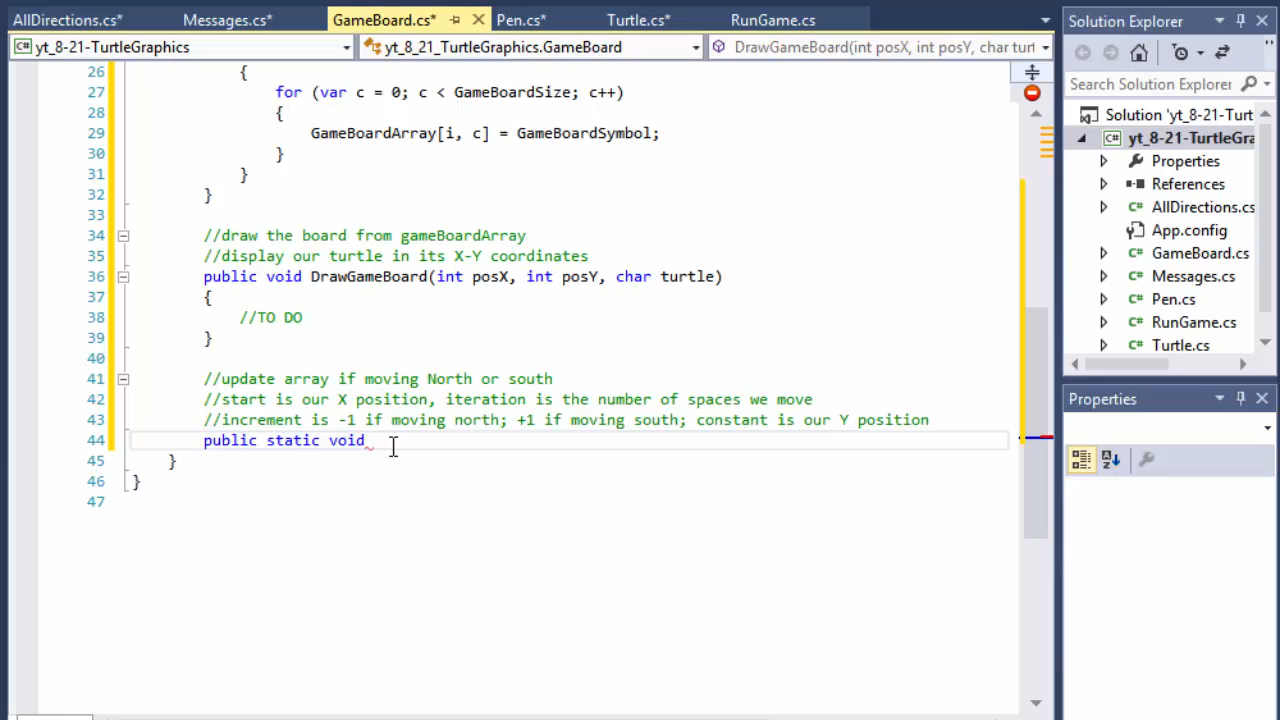 AllDirections.cs* Messages.cs* GameBoard.cs* Pen.cs* Turtle.cs* RunGame.cs
yt_8-21-TurtleGraphics yt_8_21_TurtleGraphics.GameBoard DrawGameBoard(int posX, int posY, char turtl
26 {
27 for (var c = 0; c < GameBoardSize; c++)
28 {
29 GameBoardArray[i, c] = GameBoardSymbol;
30 }
31 }
32 }
33
34 //draw the board from gameBoardArray
35 //display our turtle in its X-Y coordinates
36 public void DrawGameBoard(int posX, int posY, char turtle)
37 {
38 //TO DO
39 }
40
41 //update array if moving North or south
42 //start is our X position, iteration is the number of spaces we move
43 //increment is -1 if moving north; +1 if moving south; constant is our Y position
44 public static void
45 }
46 }
47
Solution Explorer
Search Solution Explorer
Solution 'yt_8-21-Turt
C# yt_8-21-TurtleGra
Properties
References
C# AllDirections.cs
App.config
C# GameBoard.cs
C# Messages.cs
C# Pen.cs
C# RunGame.cs
C# Turtle.cs
Properties